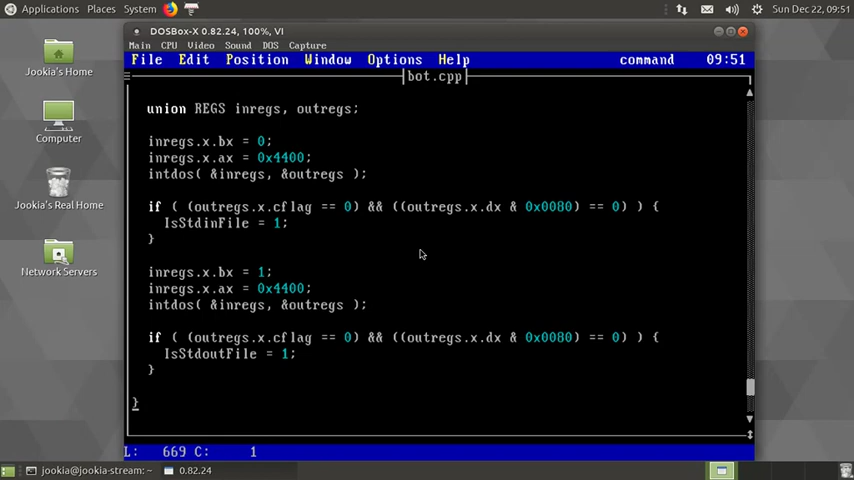 Applications Places System Sun Dec 22, 09:51
DOSBox-X 0.82.24, 100%, VI
Main CPU Video Sound DOS Capture
File Edit Position Window Options Help command 09:51
bot.cpp
union REGS inregs, outregs;
inregs.x.bx = 0;
inregs.x.ax = 0x4400;
intdos( &inregs, &outregs );
if ( (outregs.x.cflag == 0) && ((outregs.x.dx & 0x0080) == 0) ) {
IsStdinFile = 1;
}
inregs.x.bx = 1;
inregs.x.ax = 0x4400;
intdos( &inregs, &outregs );
if ( (outregs.x.cflag == 0) && ((outregs.x.dx & 0x0080) == 0) ) {
IsStdoutFile = 1;
}
}
L: 669 C: 1
Jookia's Home
Computer
Jookia's Real Home
Network Servers
jookia@jookia-stream: ~ 0.82.24